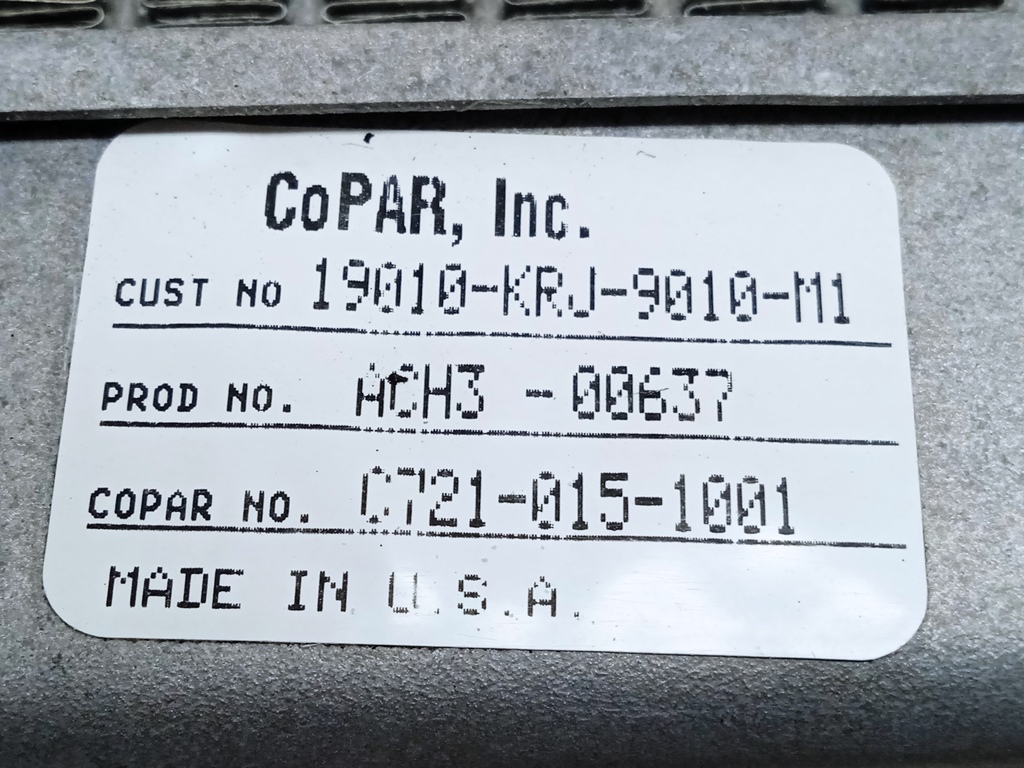 CoPAR, Inc.
CUST NO 19010-KRJ-9010-M1
PROD NO. ACH3 -00637
COPAR NO. C721-015-1001
MADE IN U.S.A.